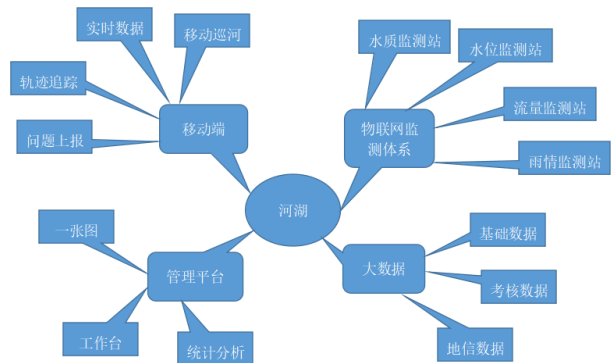 实时数据
移动巡河
轨迹追踪
问题上报
移动端
水质监测站
水位监测站
流量监测站
雨情监测站
物联网监
测体系
河湖
一张图
管理平台
工作台
统计分析
大数据
基础数据
考核数据
地信数据